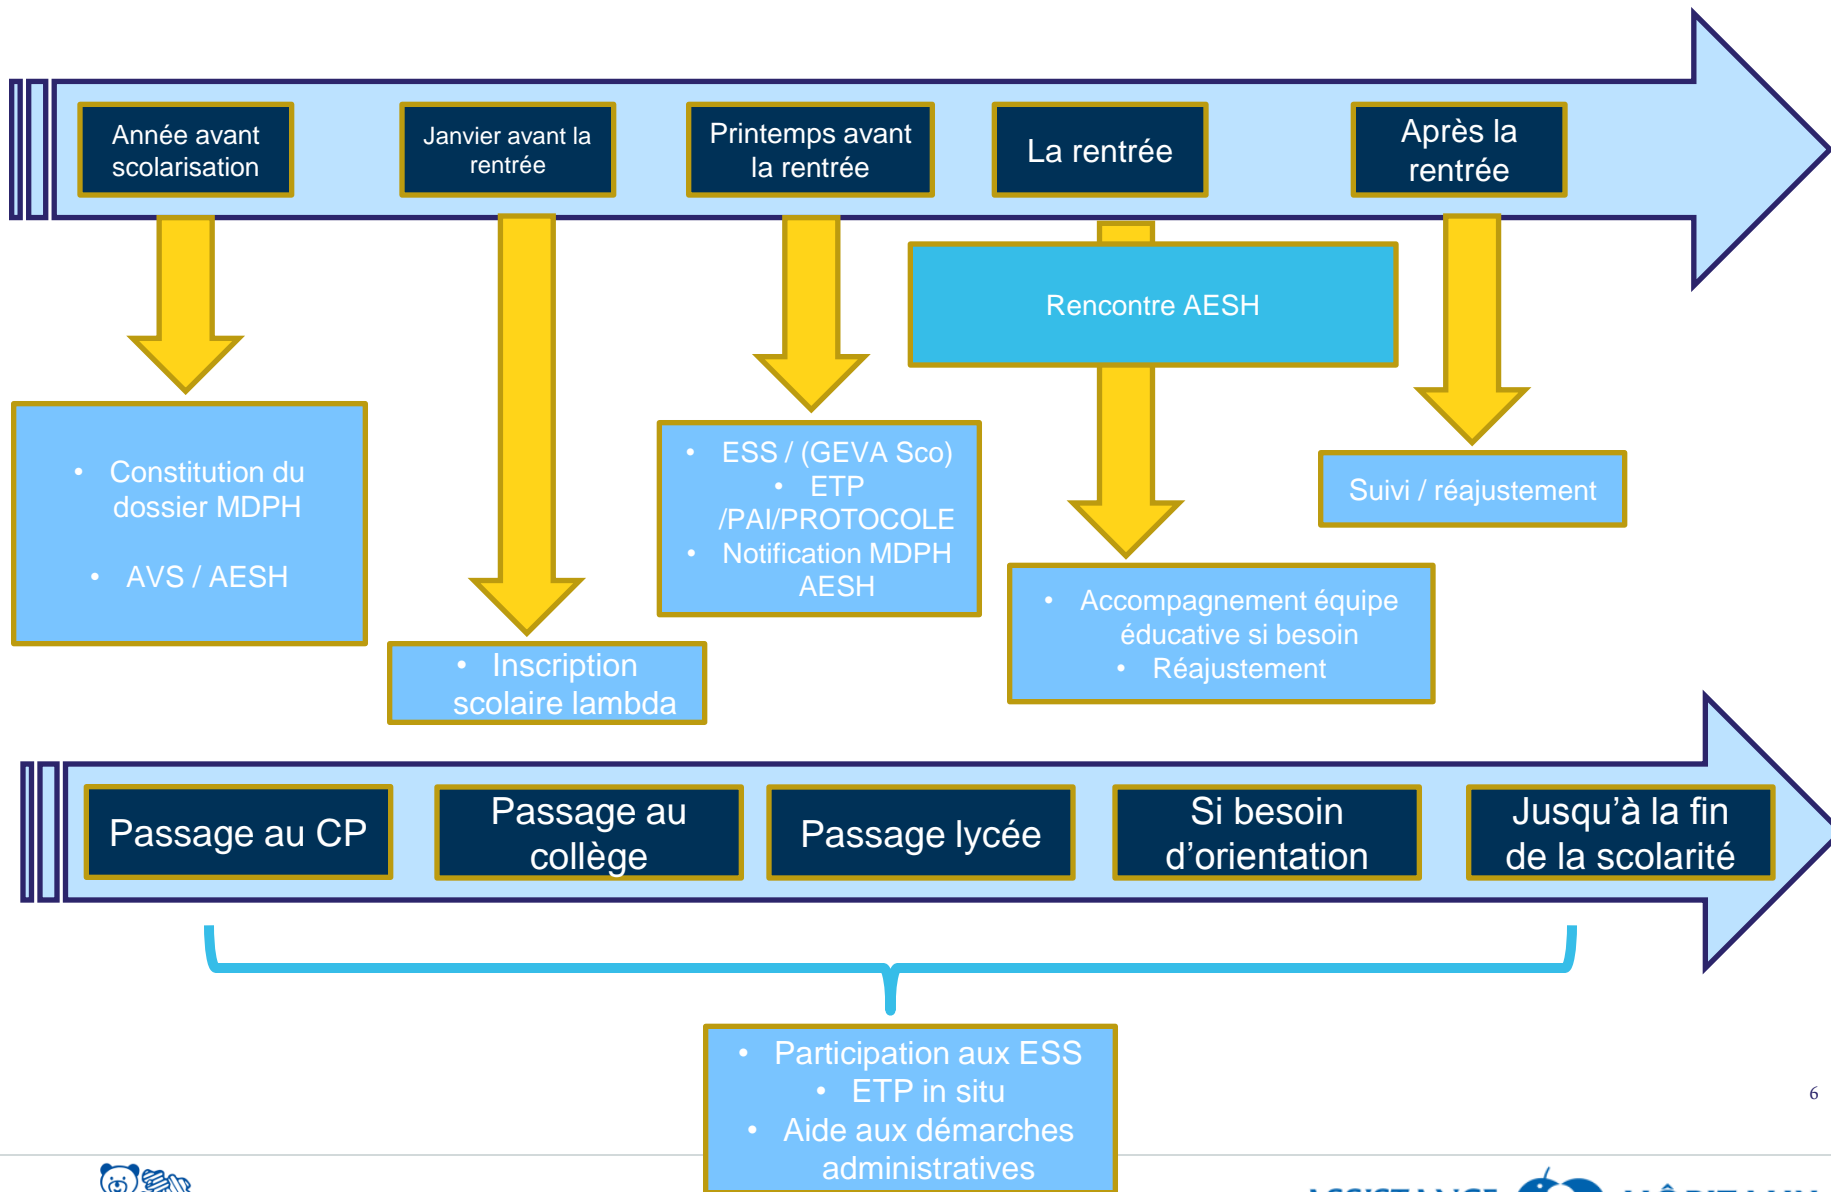 Année avant
scolarisation
Janvier avant la
rentrée
Printemps avant
la rentrée
La rentrée
Après la
rentrée
Rencontre AESH
• Constitution du
dossier MDPH
• AVS / AESH
• Inscription
scolaire lambda
• ESS / (GEVA Sco)
• ETP
/PAI/PROTOCOLE
• Notification MDPH
AESH
• Accompagnement équipe
éducative si besoin
• Réajustement
Suivi / réajustement
Passage au CP
Passage au
collège
Passage lycée
Si besoin
d’orientation
Jusqu’à la fin
de la scolarité
• Participation aux ESS
• ETP in situ
• Aide aux démarches
administratives
6
ASSISTANCE
HÔPITAUX